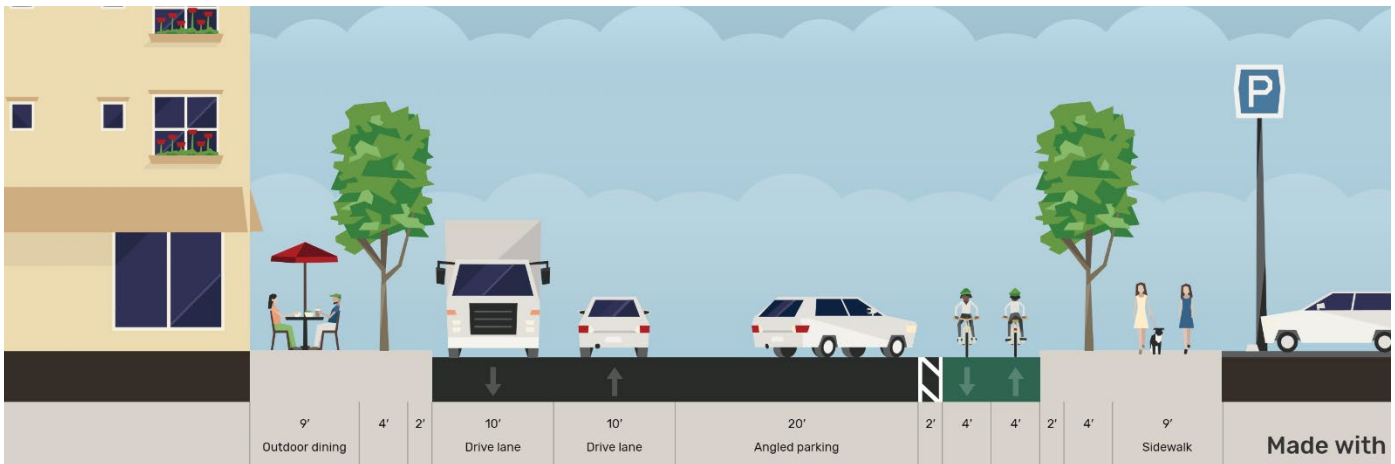 P
9' 4' 2' 10' 10' 20' 2' 4' 4' 2' 4' 9'
Outdoor dining Drive lane Drive lane Angled parking Sidewalk Made with